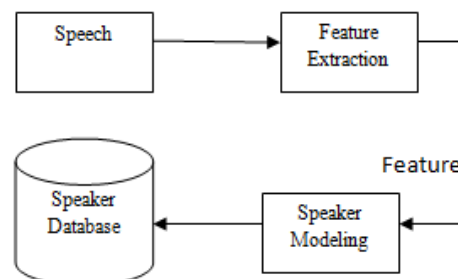 Speech
Feature
Extraction
Feature
Speaker
Database
Speaker
Modeling